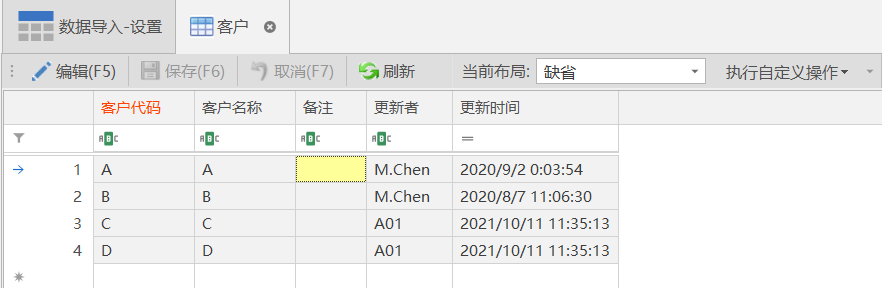 数据导入-设置 客户
编辑(F5) 保存(F6) 取消(F7) 刷新 当前布局: 缺省 执行自定义操作
客户代码 客户名称 备注 更新者 更新时间
ABC ABC ABC ABC =
1 A A M.Chen 2020/9/2 0:03:54
2 B B M.Chen 2020/8/7 11:06:30
3 C C A01 2021/10/11 11:35:13
4 D D A01 2021/10/11 11:35:13